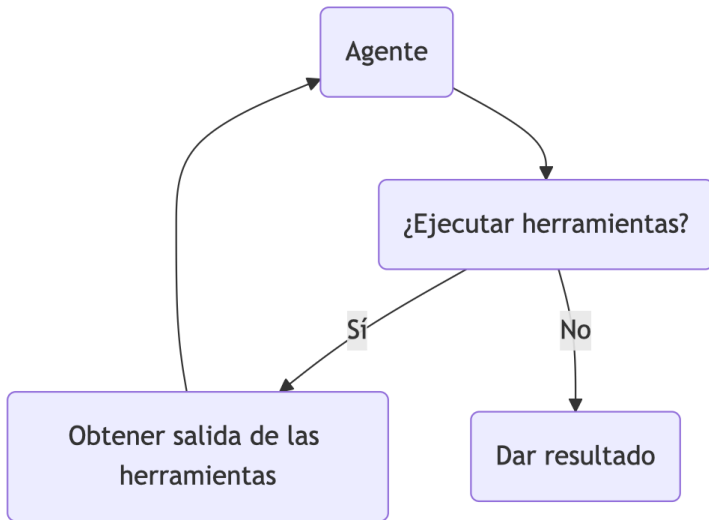 Agente
¿Ejecutar herramientas?
Sí
No
Obtener salida de las
herramientas
Dar resultado